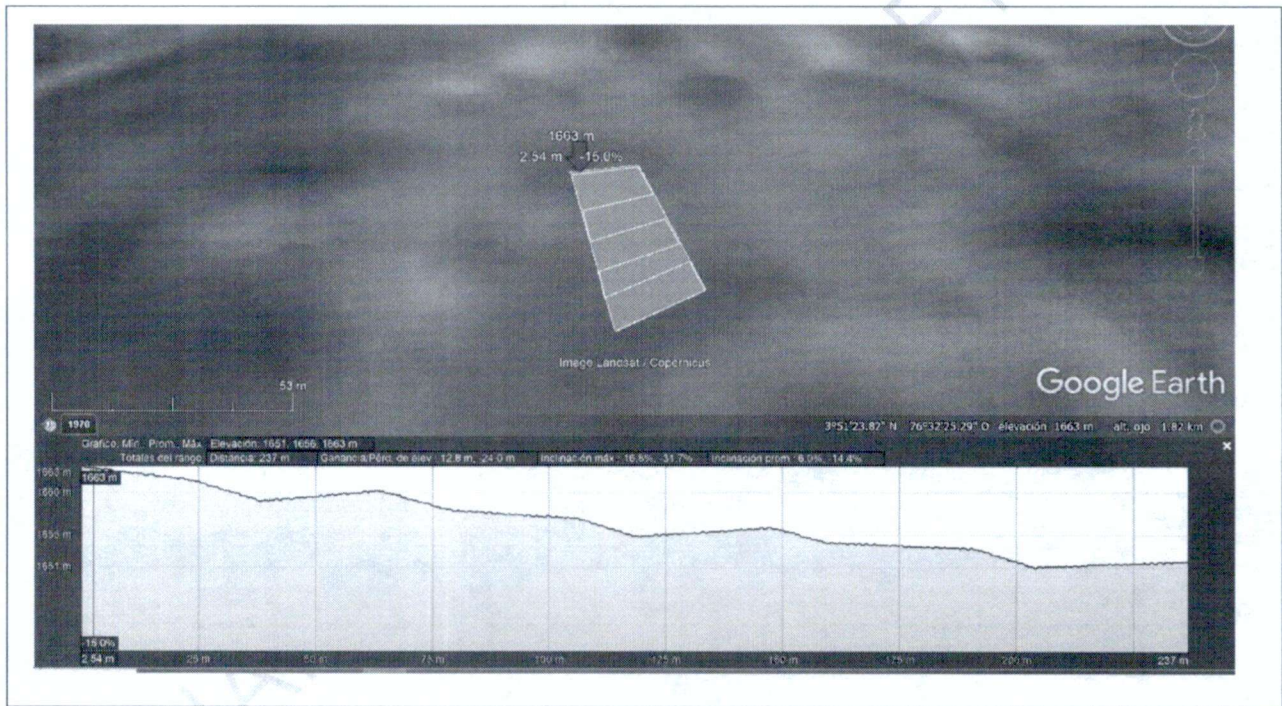 1663 m
2.54 m -15.0%
Image Landsat / Copernicus
53 m
Google Earth
1970
3°51'23.87" N 76°32'25.29" O elevación 1663 m alt. ojo 1.82 km
Gráfico: Mín., Prom., Máx. Elevación: 1651, 1656, 1663 m
Totales del rango: Distancia: 237 m Ganancia/Pérd. de elev.: 12.8 m, -24.0 m Inclinación máx.: 16.6%, -31.7% Inclinación prom.: 8.0%, -14.4%
1663 m
1663 m
1660 m
1655 m
1651 m
-15.0%
2.54 m 25 m 50 m 75 m 100 m 125 m 150 m 175 m 200 m 237 m